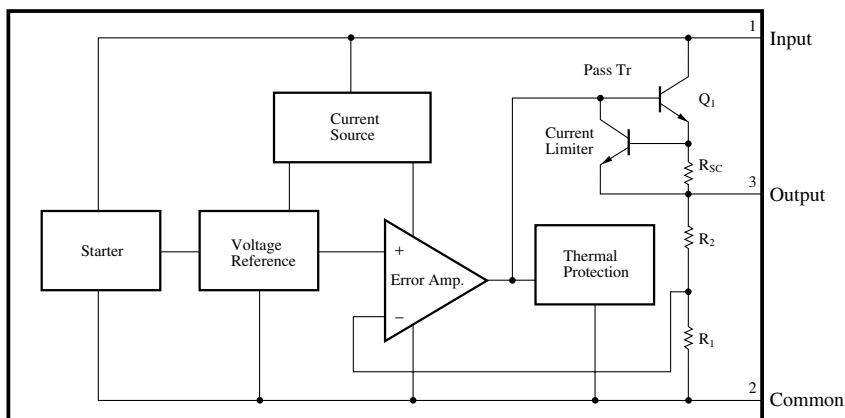 1
Input
Pass Tr
Q1
Current
Source
Current
Limiter
RSC
3
Output
Starter
Voltage
Reference
+
Error Amp.
−
Thermal
Protection
R2
R1
2
Common